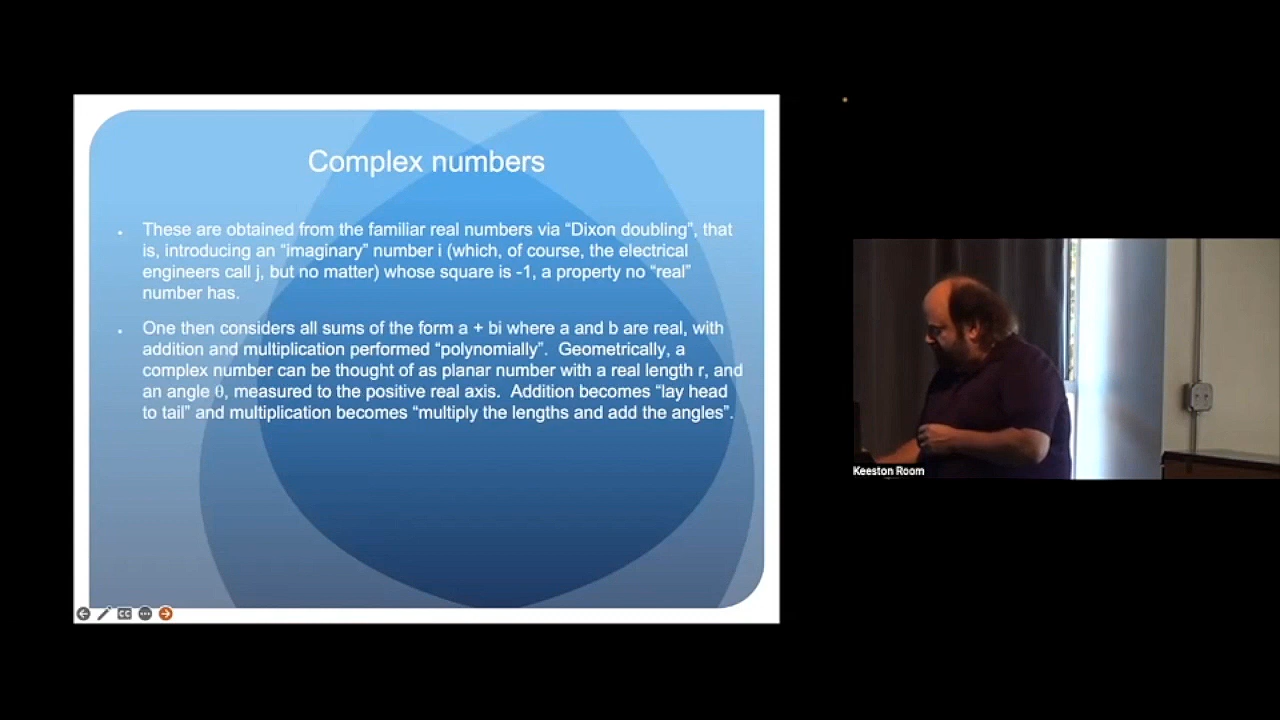 Complex numbers
These are obtained from the familiar real numbers via “Dixon doubling”, that
is, introducing an “imaginary” number i (which, of course, the electrical
engineers call j, but no matter) whose square is -1, a property no “real”
number has.
One then considers all sums of the form a + bi where a and b are real, with
addition and multiplication performed “polynomially”. Geometrically, a
complex number can be thought of as planar number with a real length r, and
an angle θ, measured to the positive real axis. Addition becomes “lay head
to tail” and multiplication becomes “multiply the lengths and add the angles”.
CC
Keeston Room